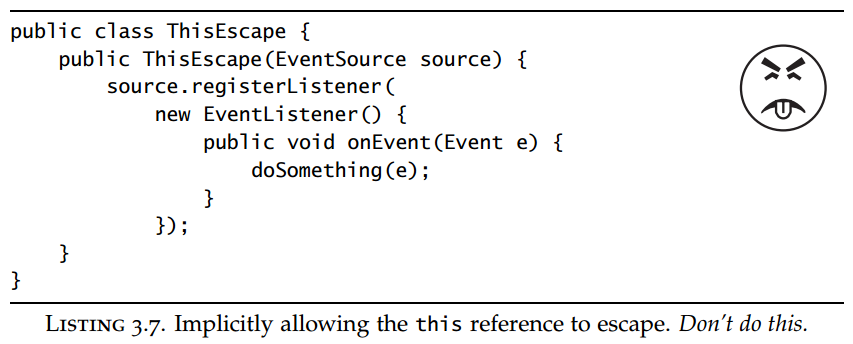 public class ThisEscape {
    public ThisEscape(EventSource source) {
        source.registerListener(
            new EventListener() {
                public void onEvent(Event e) {
                    doSomething(e);
                }
            });
    }
}
LISTING 3.7. Implicitly allowing the this reference to escape. Don't do this.